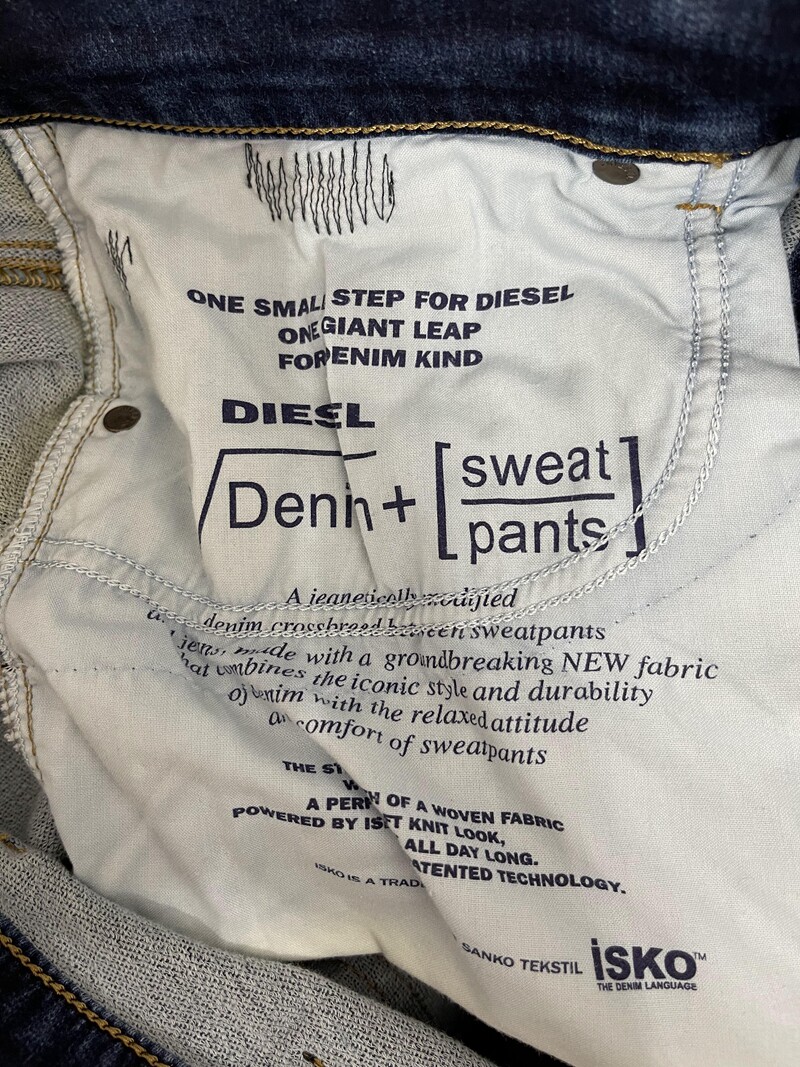 ONE SMALL STEP FOR DIESEL
ONE GIANT LEAP
FOR DENIM KIND
DIESEL
Denim + [sweat
pants]
A jeanetically modified
denim crossbreed between sweatpants
jeans made with a groundbreaking NEW fabric
that combines the iconic style and durability
of denim with the relaxed attitude
comfort of sweatpants
THE
OF A WOVEN FABRIC
A PERF KNIT LOOK,
POWERED BY IS ALL DAY LONG.
PATENTED TECHNOLOGY.
ISKO IS A TRAD
SANKO TEKSTIL ISKO™
THE DENIM LANGUAGE